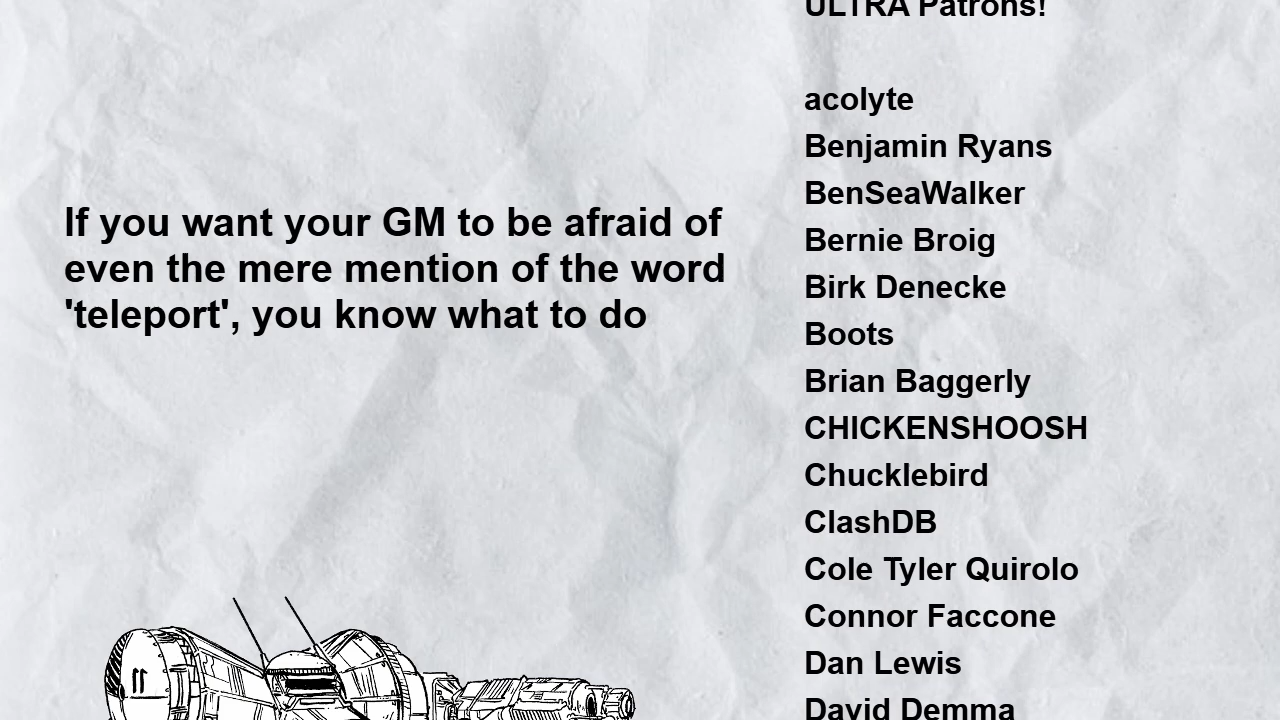 If you want your GM to be afraid of
even the mere mention of the word
'teleport', you know what to do
ULTRA Patrons!
acolyte
Benjamin Ryans
BenSeaWalker
Bernie Broig
Birk Denecke
Boots
Brian Baggerly
CHICKENSHOOSH
Chucklebird
ClashDB
Cole Tyler Quirolo
Connor Faccone
Dan Lewis
David Demma